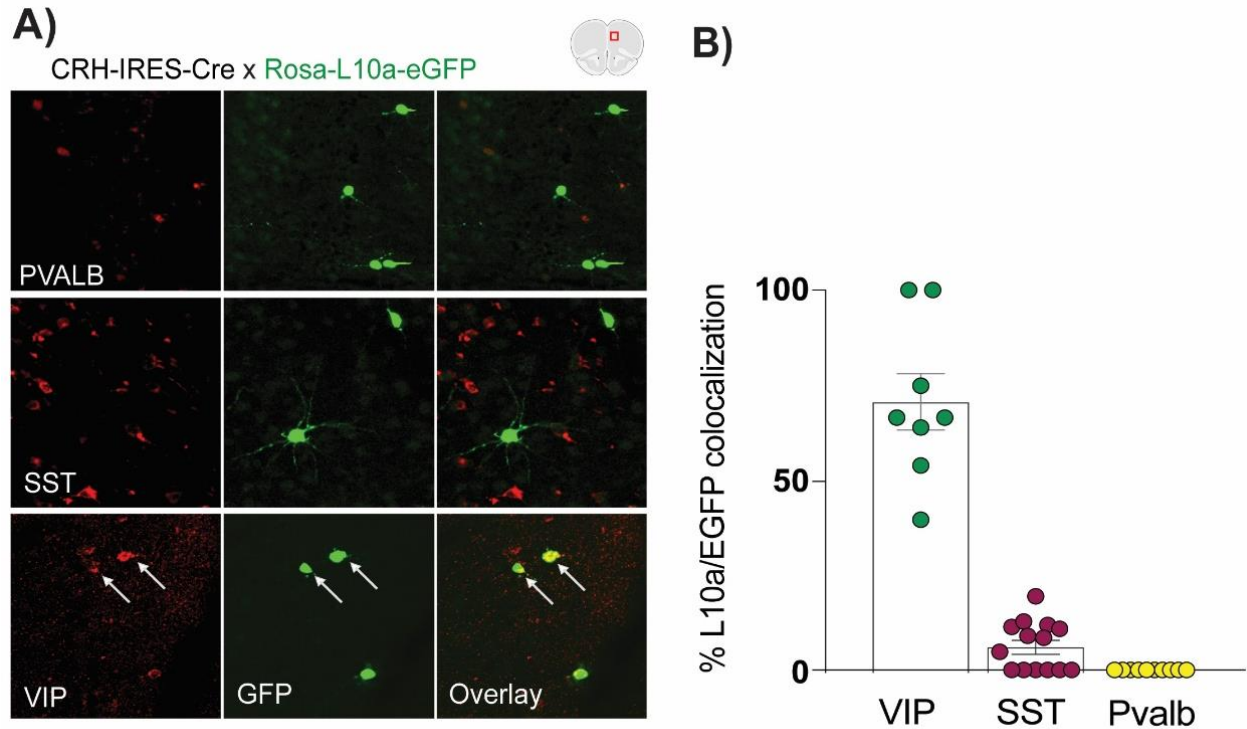 A)
CRH-IRES-Cre x Rosa-L10a-eGFP
PVALB
SST
VIP
GFP
Overlay
B)
% L10a/EGFP colocalization
100
50
0
VIP
SST
Pvalb